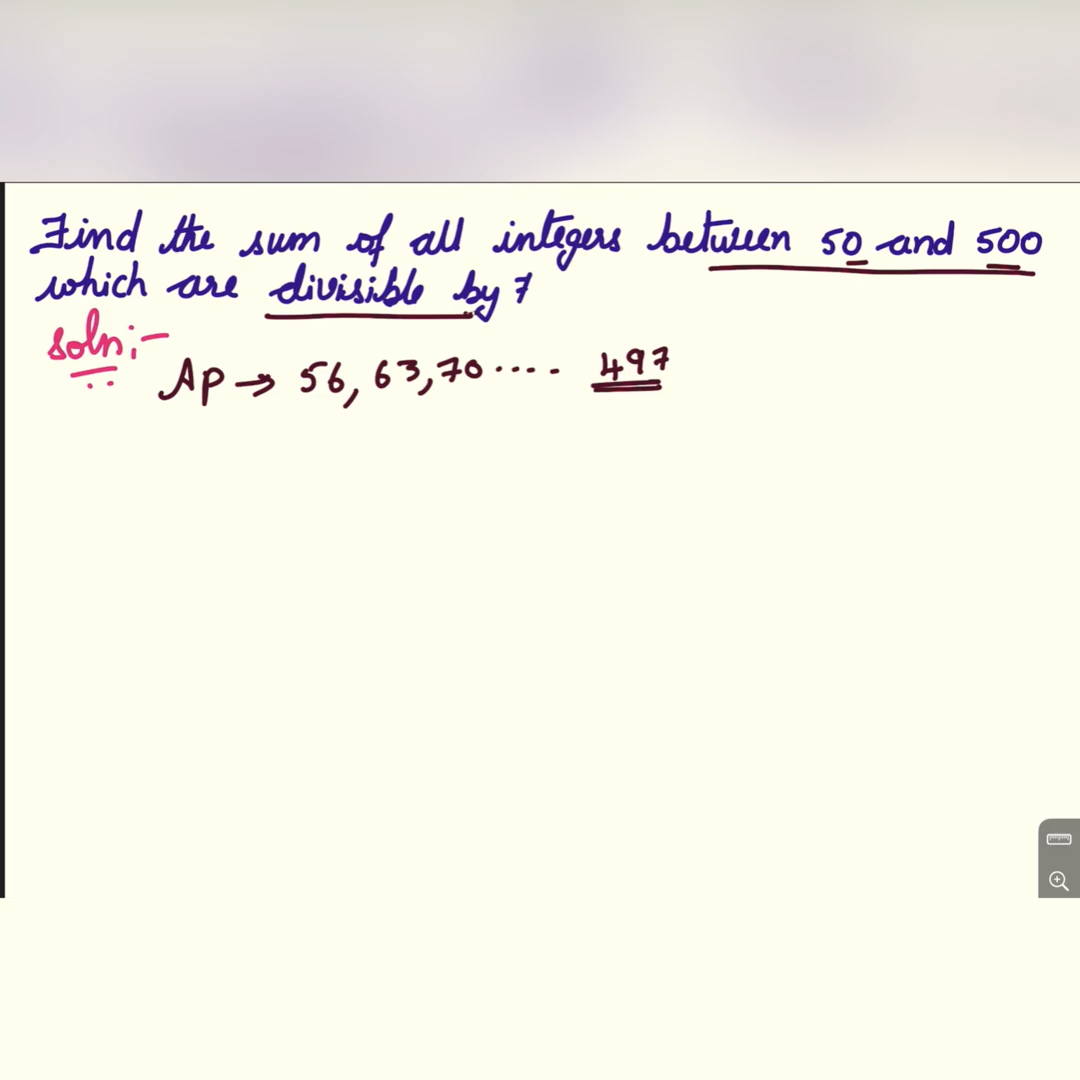 Find the sum of all integers between 50 and 500
which are divisible by 7
Soln:-
AP → 56, 63, 70 .... 497